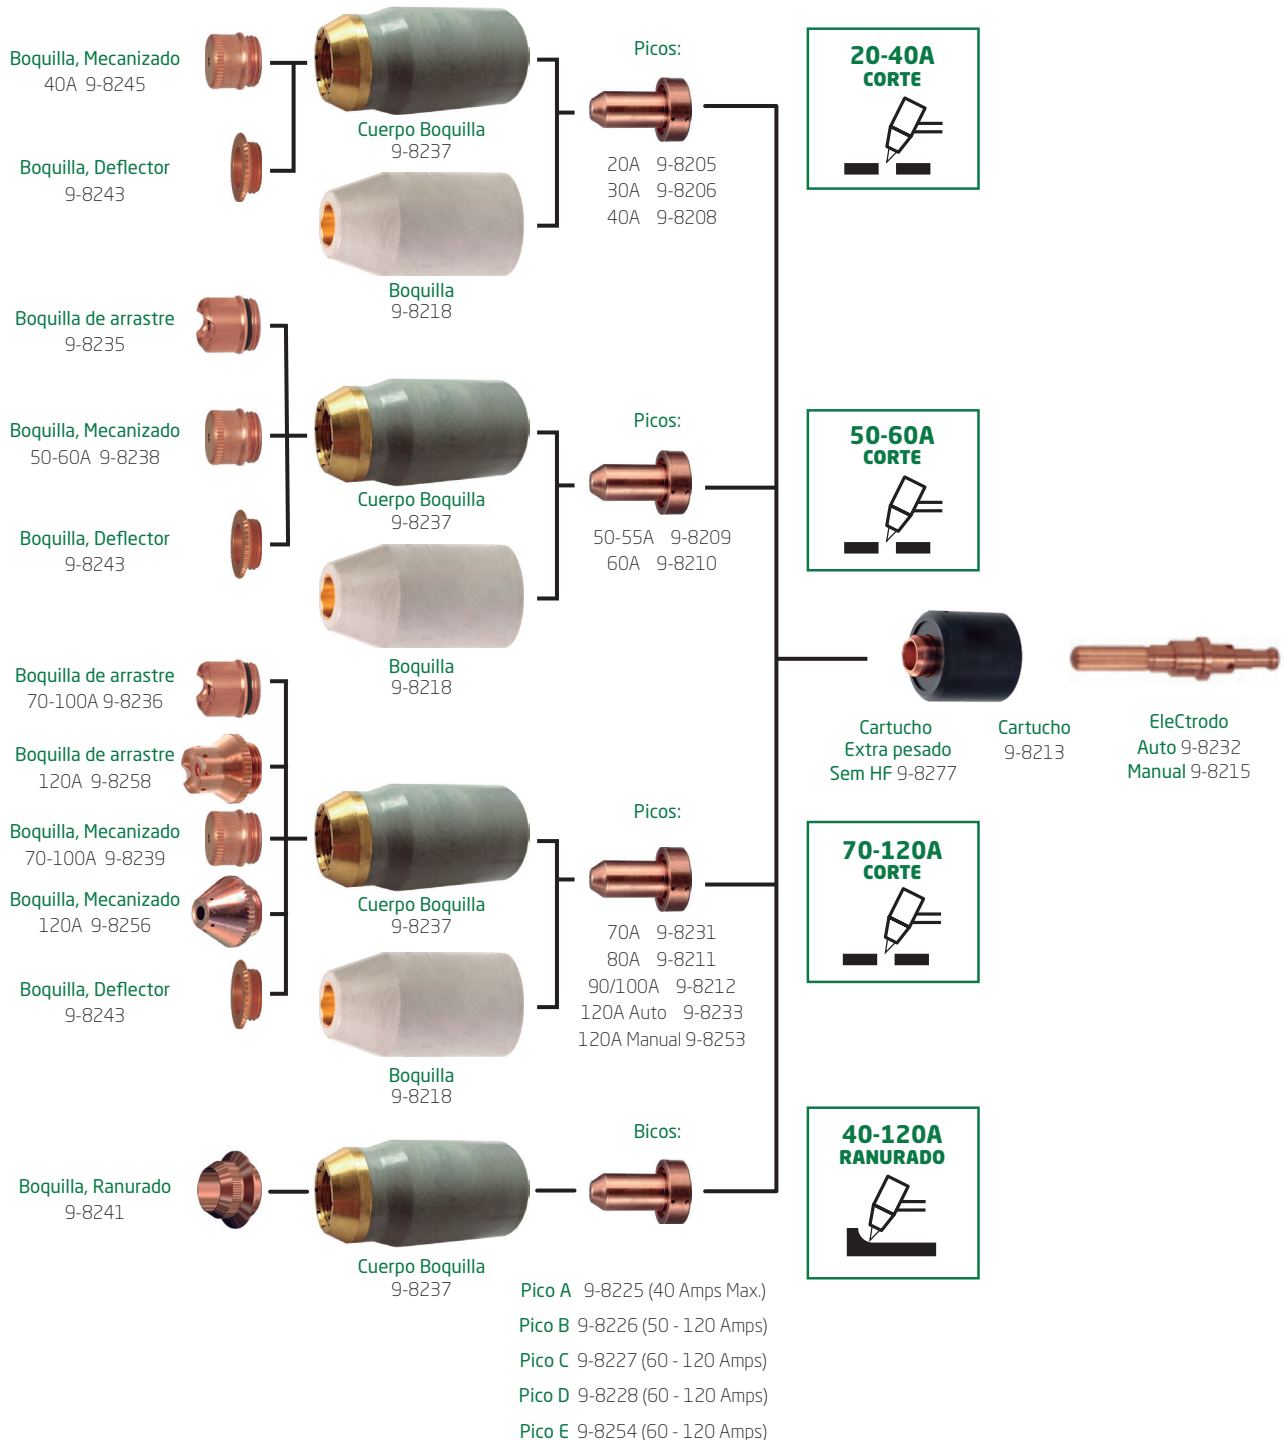 Boquilla, Mecanizado
40A 9-8245
Boquilla, Deflector
9-8243
Cuerpo Boquilla
9-8237
Boquilla
9-8218
Picos:
20A 9-8205
30A 9-8206
40A 9-8208
20-40A
CORTE
Boquilla de arrastre
9-8235
Boquilla, Mecanizado
50-60A 9-8238
Boquilla, Deflector
9-8243
Cuerpo Boquilla
9-8237
Boquilla
9-8218
Picos:
50-55A 9-8209
60A 9-8210
50-60A
CORTE
Cartucho
Extra pesado
Sem HF 9-8277
Cartucho
9-8213
EleCtrodo
Auto 9-8232
Manual 9-8215
Boquilla de arrastre
70-100A 9-8236
Boquilla de arrastre
120A 9-8258
Boquilla, Mecanizado
70-100A 9-8239
Boquilla, Mecanizado
120A 9-8256
Boquilla, Deflector
9-8243
Cuerpo Boquilla
9-8237
Boquilla
9-8218
Picos:
70A 9-8231
80A 9-8211
90/100A 9-8212
120A Auto 9-8233
120A Manual 9-8253
70-120A
CORTE
Boquilla, Ranurado
9-8241
Cuerpo Boquilla
9-8237
Bicos:
40-120A
RANURADO
Pico A 9-8225 (40 Amps Max.)
Pico B 9-8226 (50 - 120 Amps)
Pico C 9-8227 (60 - 120 Amps)
Pico D 9-8228 (60 - 120 Amps)
Pico E 9-8254 (60 - 120 Amps)